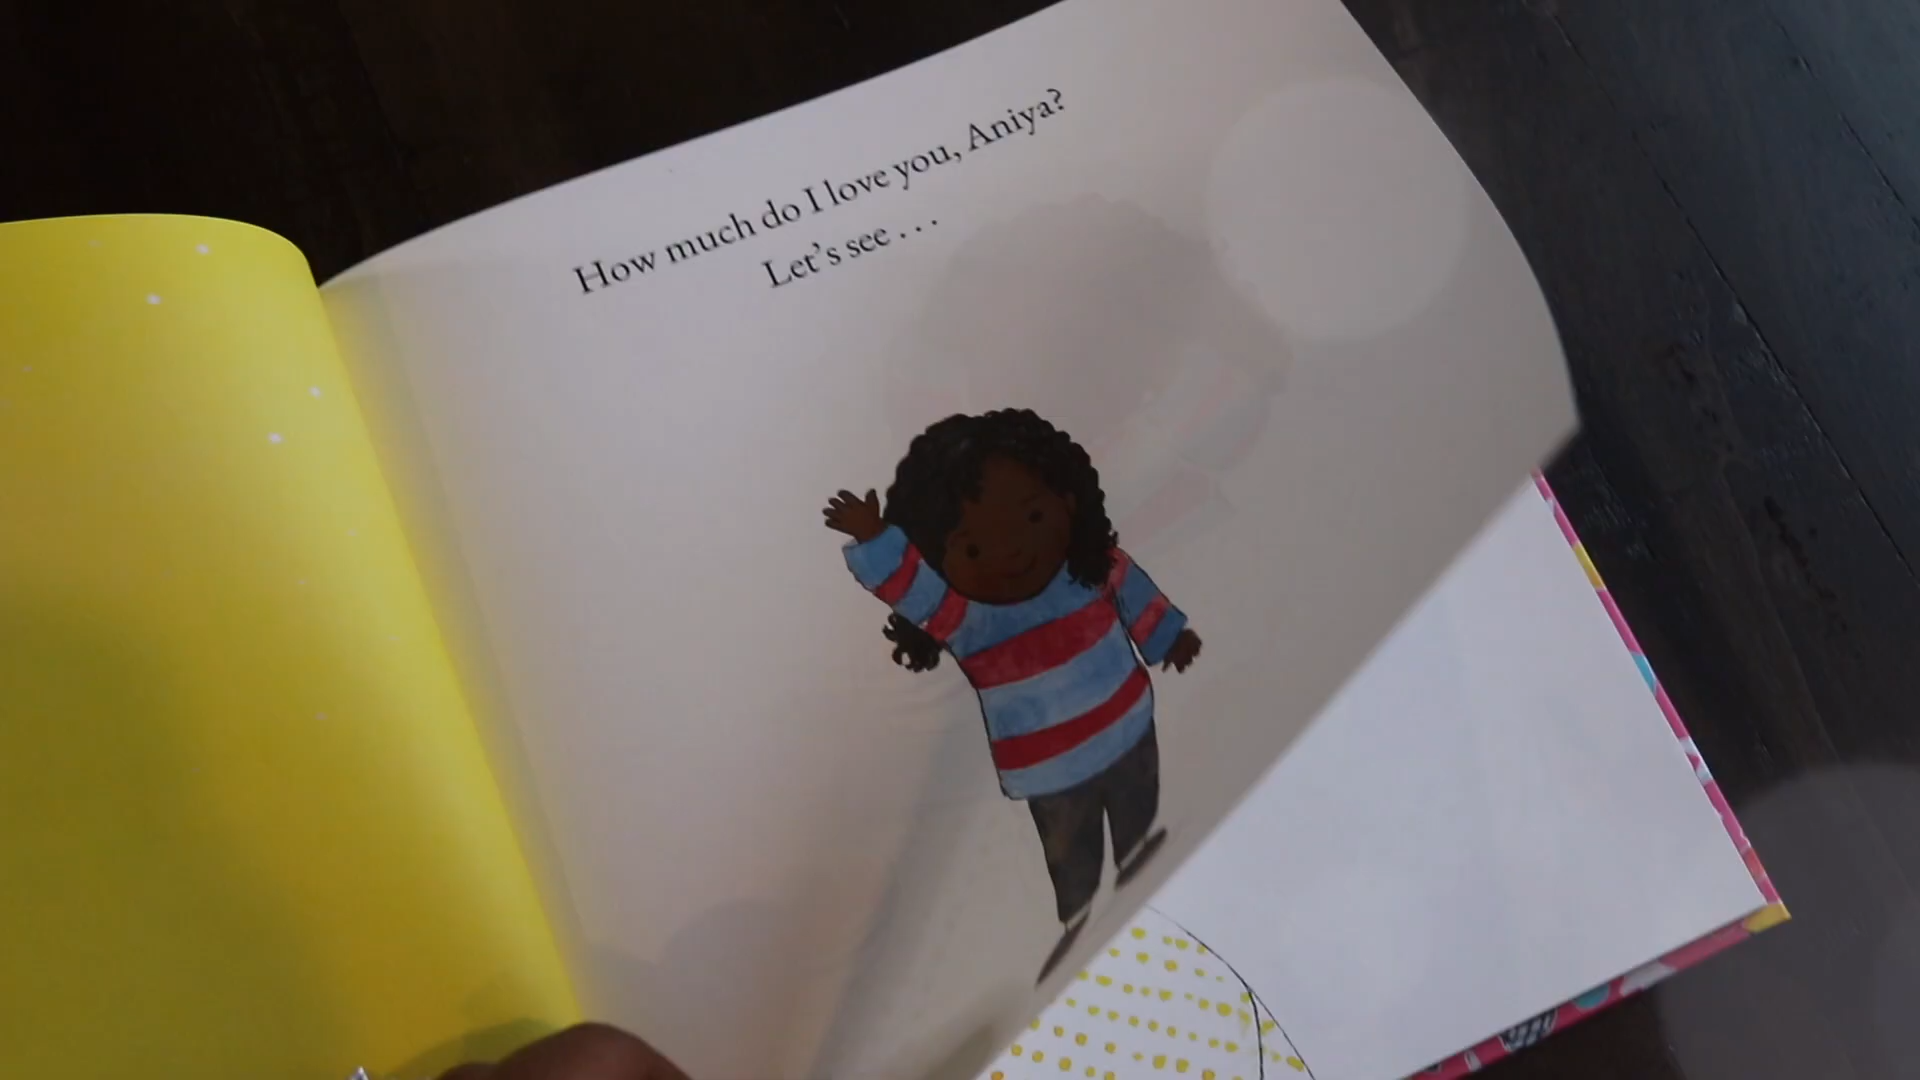 How much do I love you, Aniya?
Let's see . . .